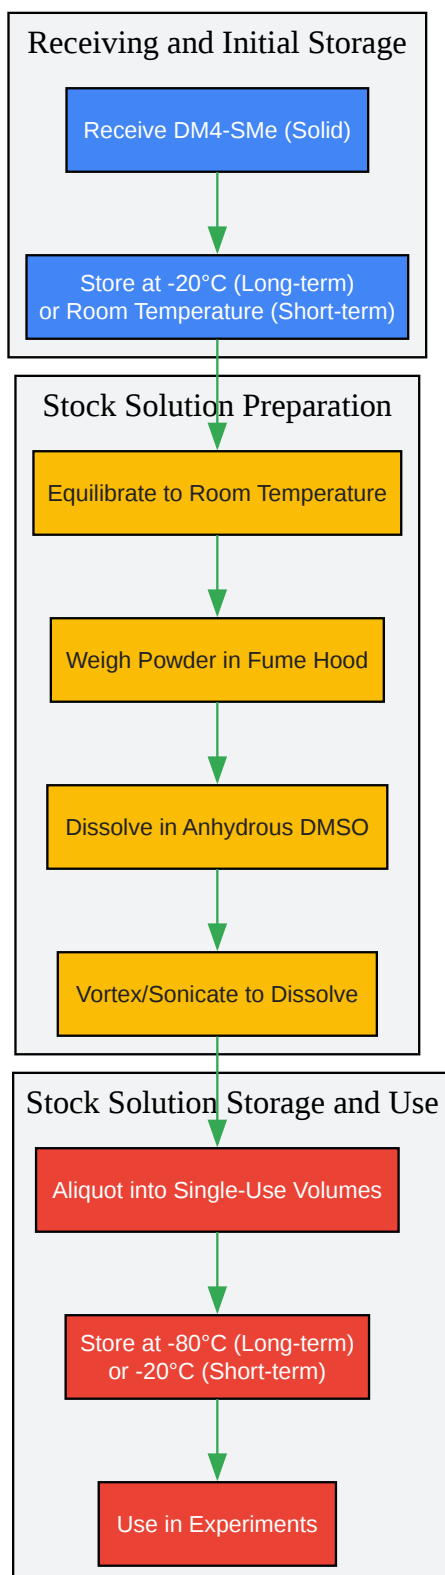 Receiving and Initial Storage
Receive DM4-SMe (Solid)
Store at -20°C (Long-term)
or Room Temperature (Short-term)
Stock Solution Preparation
Equilibrate to Room Temperature
Weigh Powder in Fume Hood
Dissolve in Anhydrous DMSO
Vortex/Sonicate to Dissolve
Stock Solution Storage and Use
Aliquot into Single-Use Volumes
Store at -80°C (Long-term)
or -20°C (Short-term)
Use in Experiments